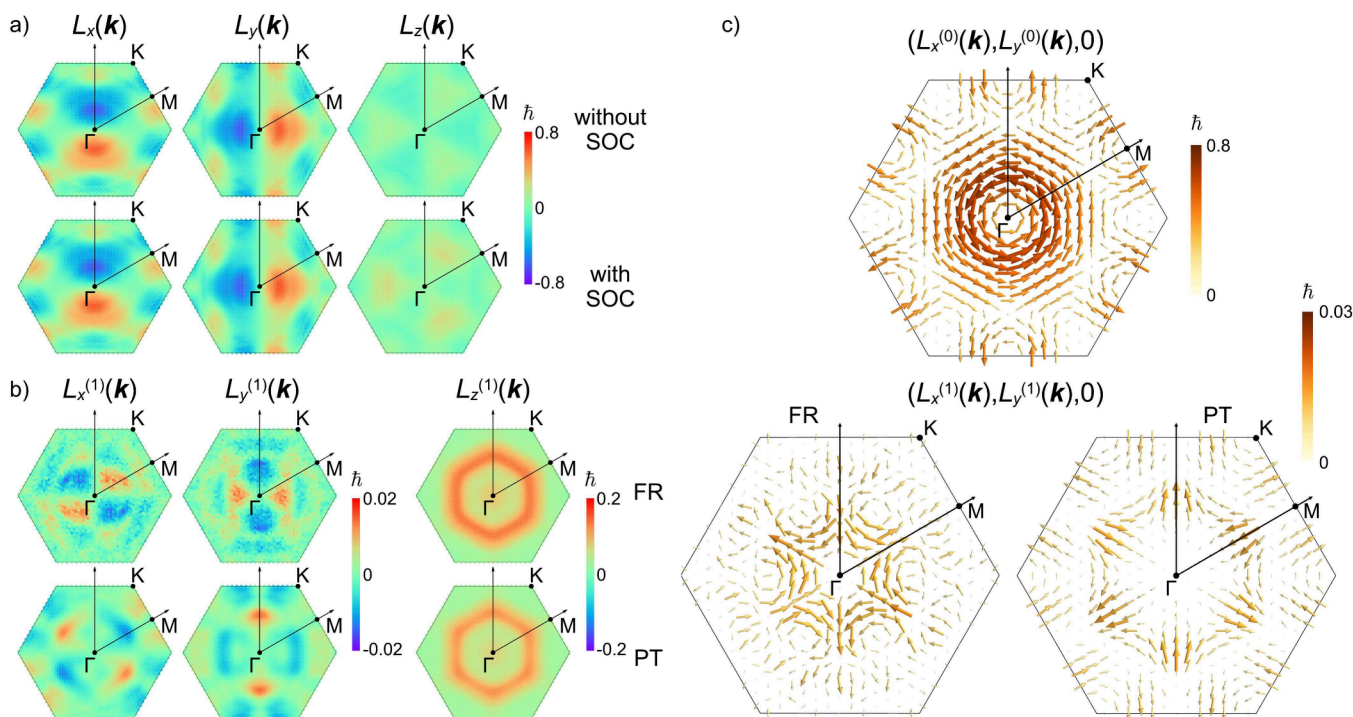 a)
Lx(k)
Ly(k)
Lz(k)
K
K
K
M
M
M
Γ
Γ
Γ
ħ
0.8
0
-0.8
without
SOC
K
K
K
M
M
M
Γ
Γ
Γ
with
SOC
b)
Lx(1)(k)
Ly(1)(k)
Lz(1)(k)
K
K
K
M
M
M
Γ
Γ
Γ
ħ
0.02
0
-0.02
ħ
0.2
0
-0.2
FR
K
K
K
M
M
M
Γ
Γ
Γ
PT
c)
(Lx(0)(k),Ly(0)(k),0)
K
M
Γ
ħ
0.8
0
ħ
0.03
0
(Lx(1)(k),Ly(1)(k),0)
FR
K
M
Γ
PT
K
M
Γ